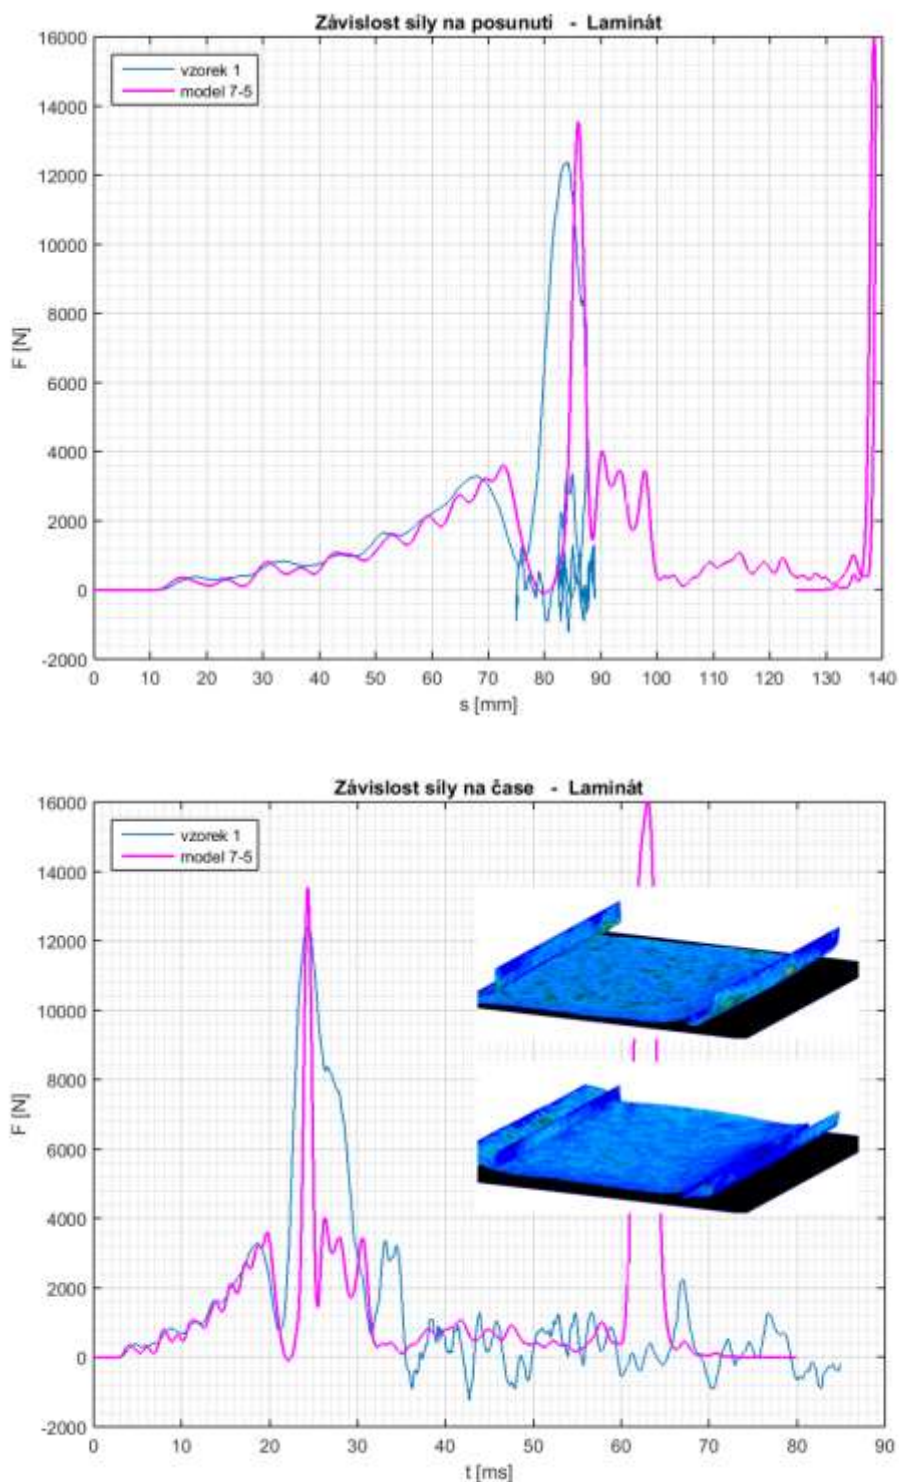 Závislost síly na posunutí - Laminát
vzorek 1
model 7-5
16000
14000
12000
10000
8000
6000
4000
2000
0
-2000
F [N]
0 10 20 30 40 50 60 70 80 90 100 110 120 130 140
s [mm]
Závislost síly na čase - Laminát
vzorek 1
model 7-5
16000
14000
12000
10000
8000
6000
4000
2000
0
-2000
F [N]
0 10 20 30 40 50 60 70 80 90
t [ms]